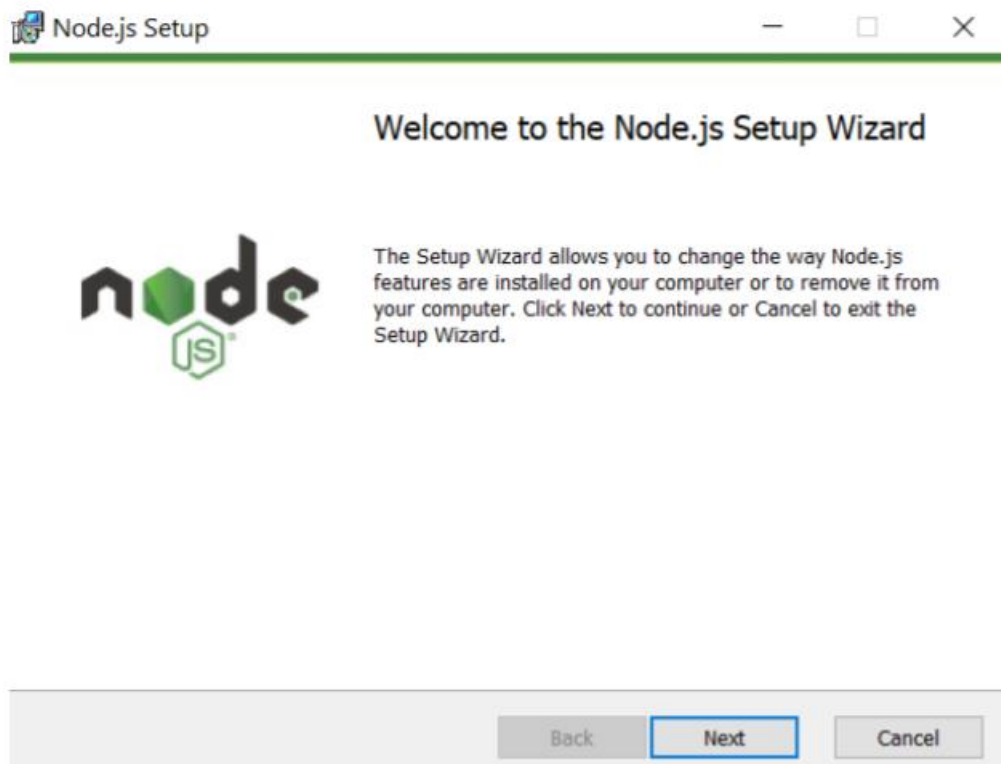 Node.js Setup
Welcome to the Node.js Setup Wizard
node
JS
The Setup Wizard allows you to change the way Node.js
features are installed on your computer or to remove it from
your computer. Click Next to continue or Cancel to exit the
Setup Wizard.
Back
Next
Cancel